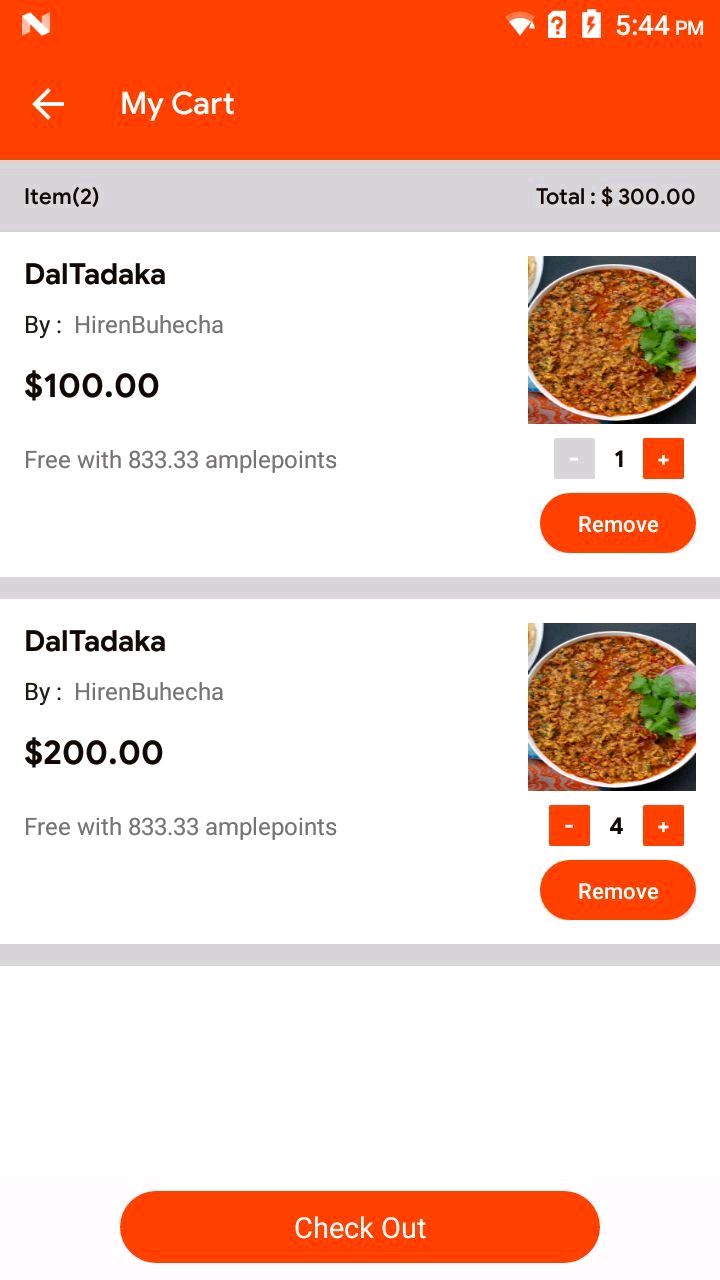 5:44 PM
My Cart
Item(2) Total : $ 300.00
DalTadaka
By : HirenBuhecha
$100.00
Free with 833.33 amplepoints
- 1 +
Remove
DalTadaka
By : HirenBuhecha
$200.00
Free with 833.33 amplepoints
- 4 +
Remove
Check Out